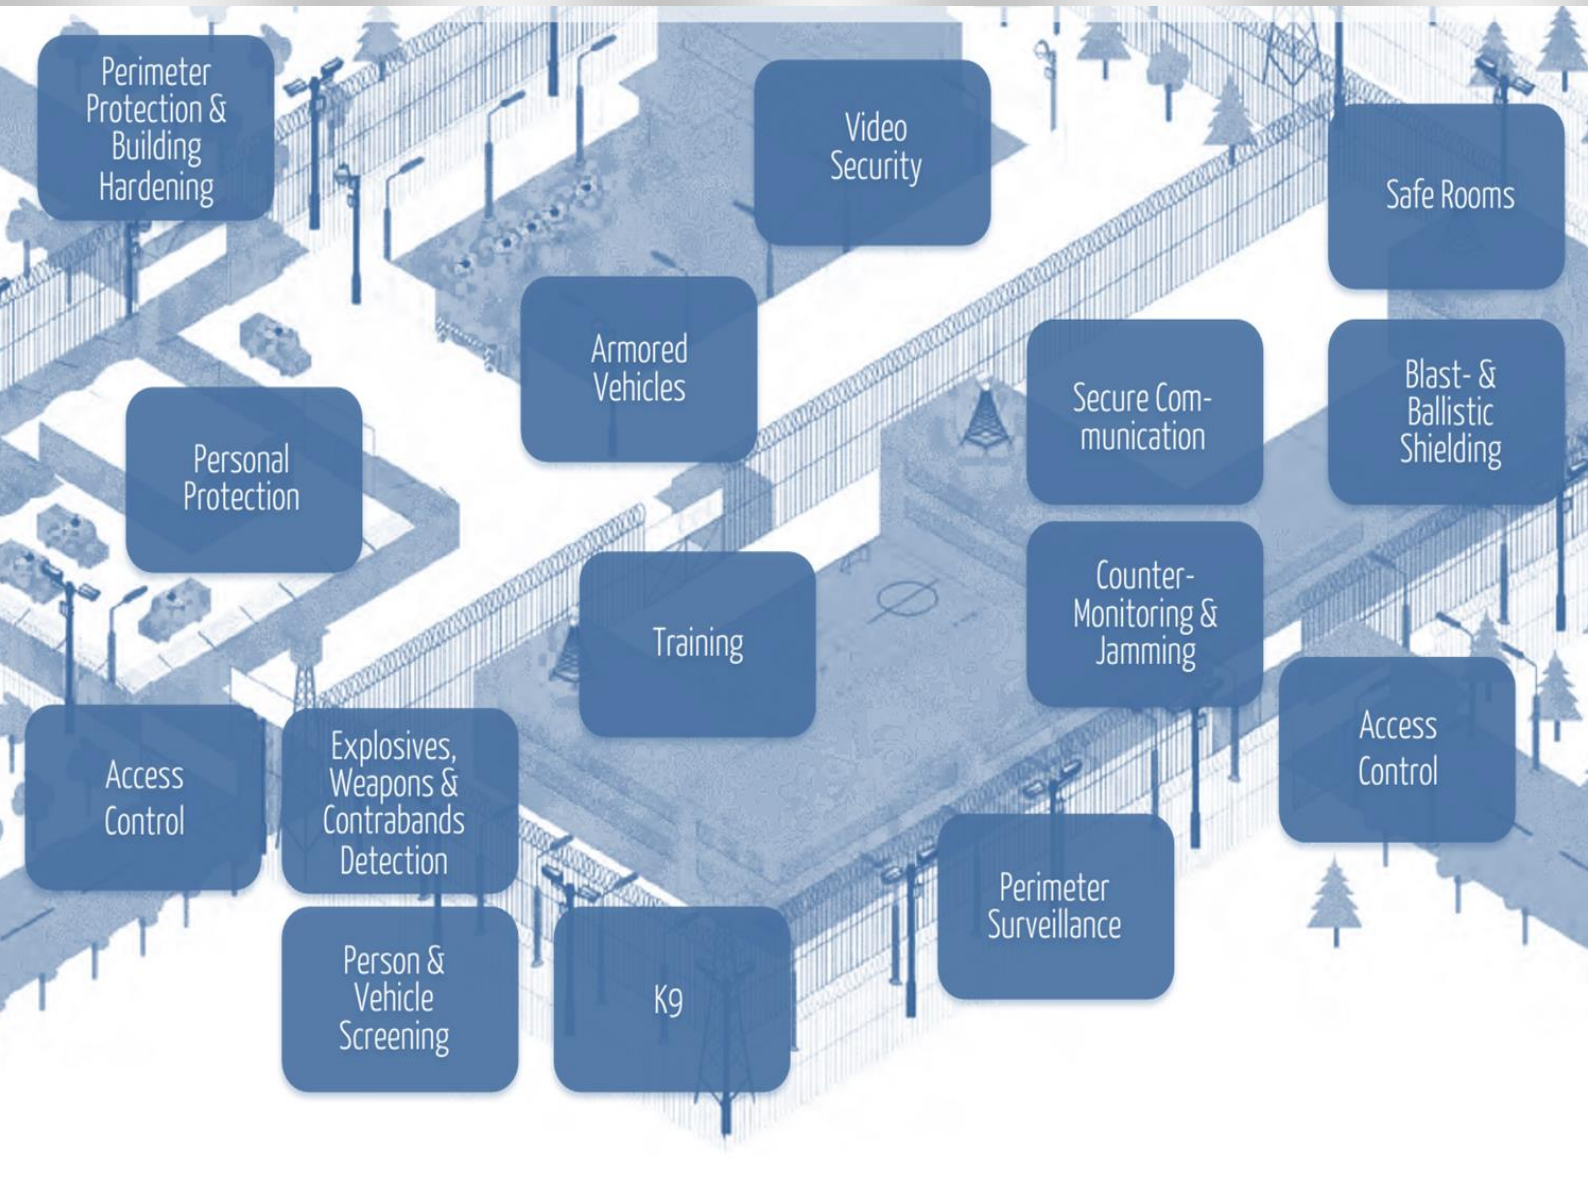 Perimeter
Protection &
Building
Hardening
Video
Security
Safe Rooms
Armored
Vehicles
Secure Com-
munication
Blast- &
Ballistic
Shielding
Personal
Protection
Training
Counter-
Monitoring &
Jamming
Access
Control
Explosives,
Weapons &
Contrabands
Detection
Access
Control
Perimeter
Surveillance
Person &
Vehicle
Screening
K9